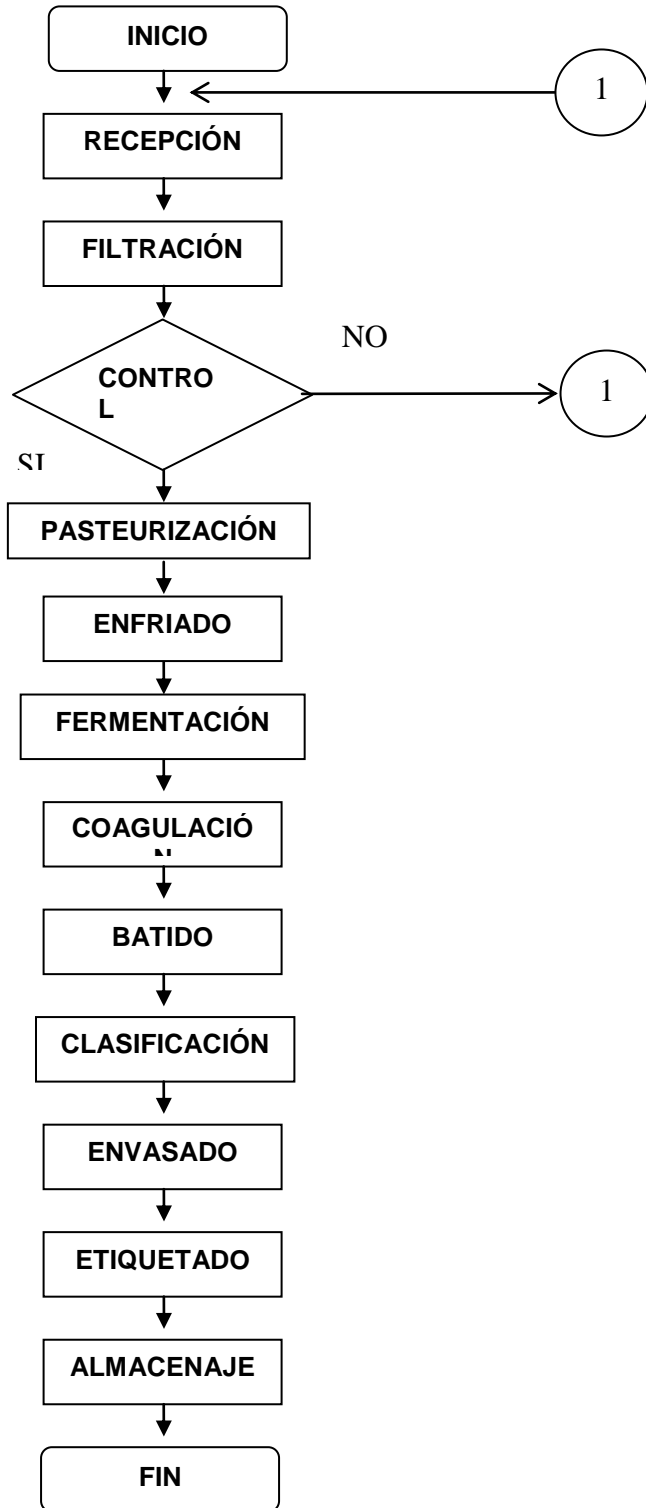 INICIO
1
RECEPCIÓN
FILTRACIÓN
NO
CONTRO
L
1
SI
PASTEURIZACIÓN
ENFRIADO
FERMENTACIÓN
COAGULACIÓ
N
BATIDO
CLASIFICACIÓN
ENVASADO
ETIQUETADO
ALMACENAJE
FIN